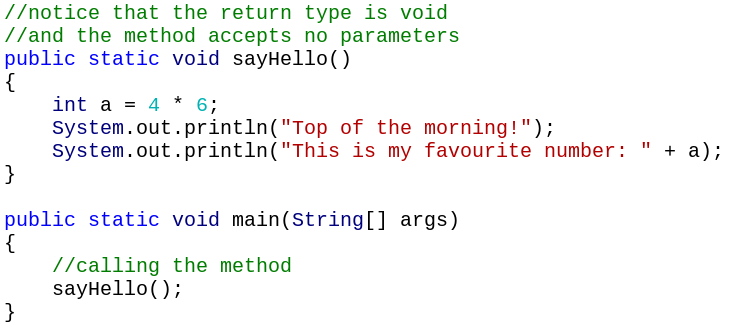 //notice that the return type is void
//and the method accepts no parameters
public static void sayHello()
{
    int a = 4 * 6;
    System.out.println("Top of the morning!");
    System.out.println("This is my favourite number: " + a);
}

public static void main(String[] args)
{
    //calling the method
    sayHello();
}